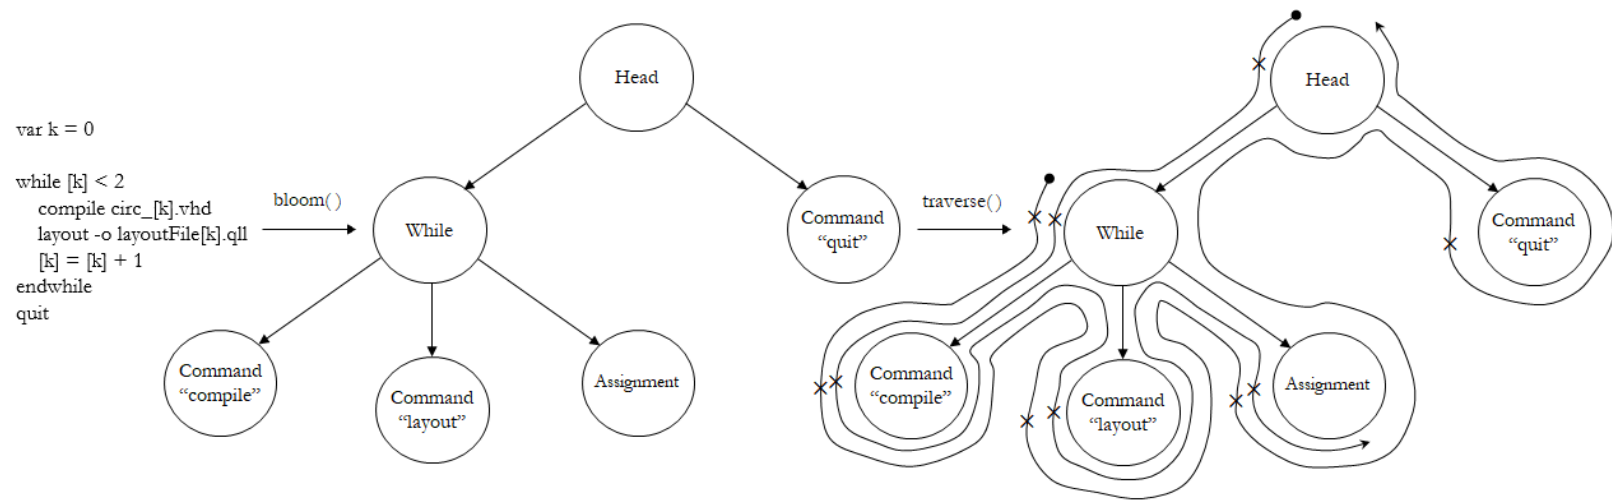 var k = 0
while [k] < 2
compile circ_[k].vhd
layout -o layoutFile[k].qll
[k] = [k] + 1
endwhile
quit
bloom()
Head
While
Command
“quit”
Command
“compile”
Command
“layout”
Assignment
traverse()
Head
While
Command
“quit”
Command
“compile”
Command
“layout”
Assignment